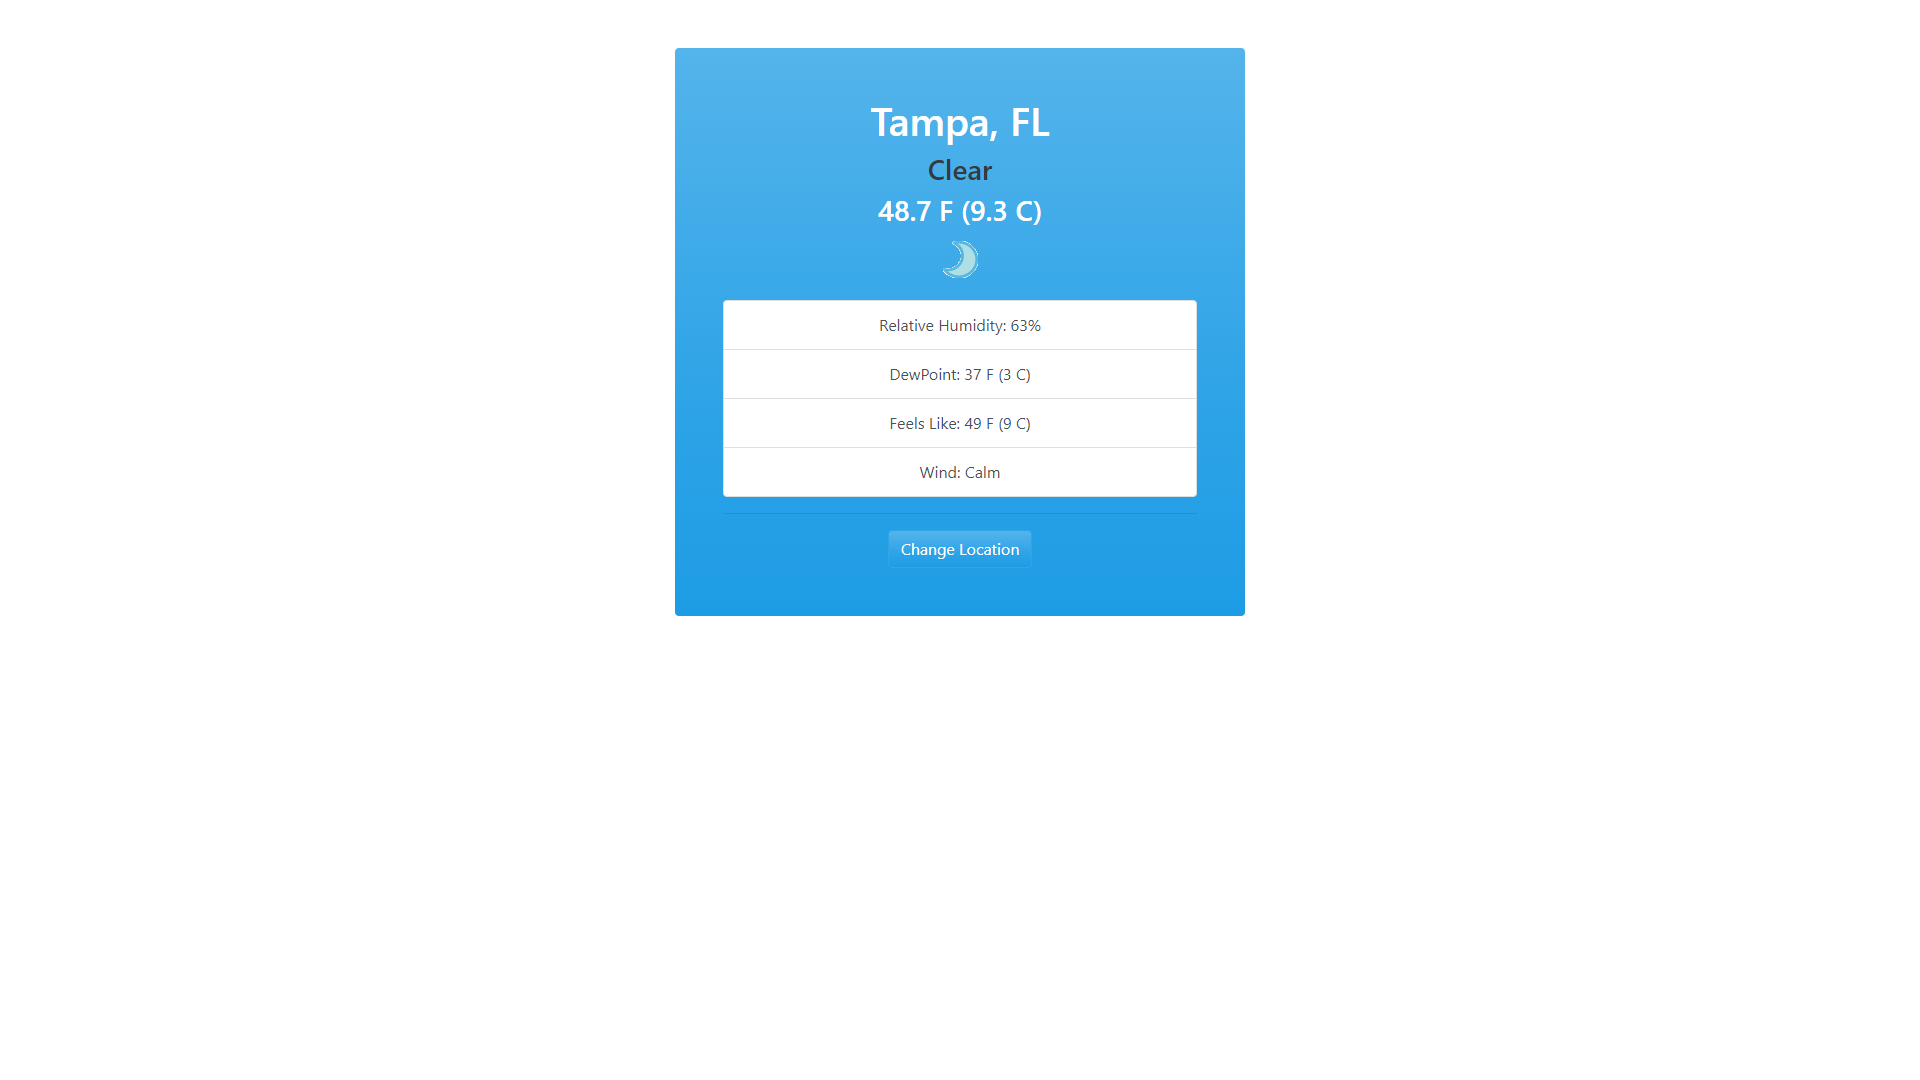 Tampa, FL
Clear
48.7 F (9.3 C)
Relative Humidity: 63%
DewPoint: 37 F (3 C)
Feels Like: 49 F (9 C)
Wind: Calm
Change Location